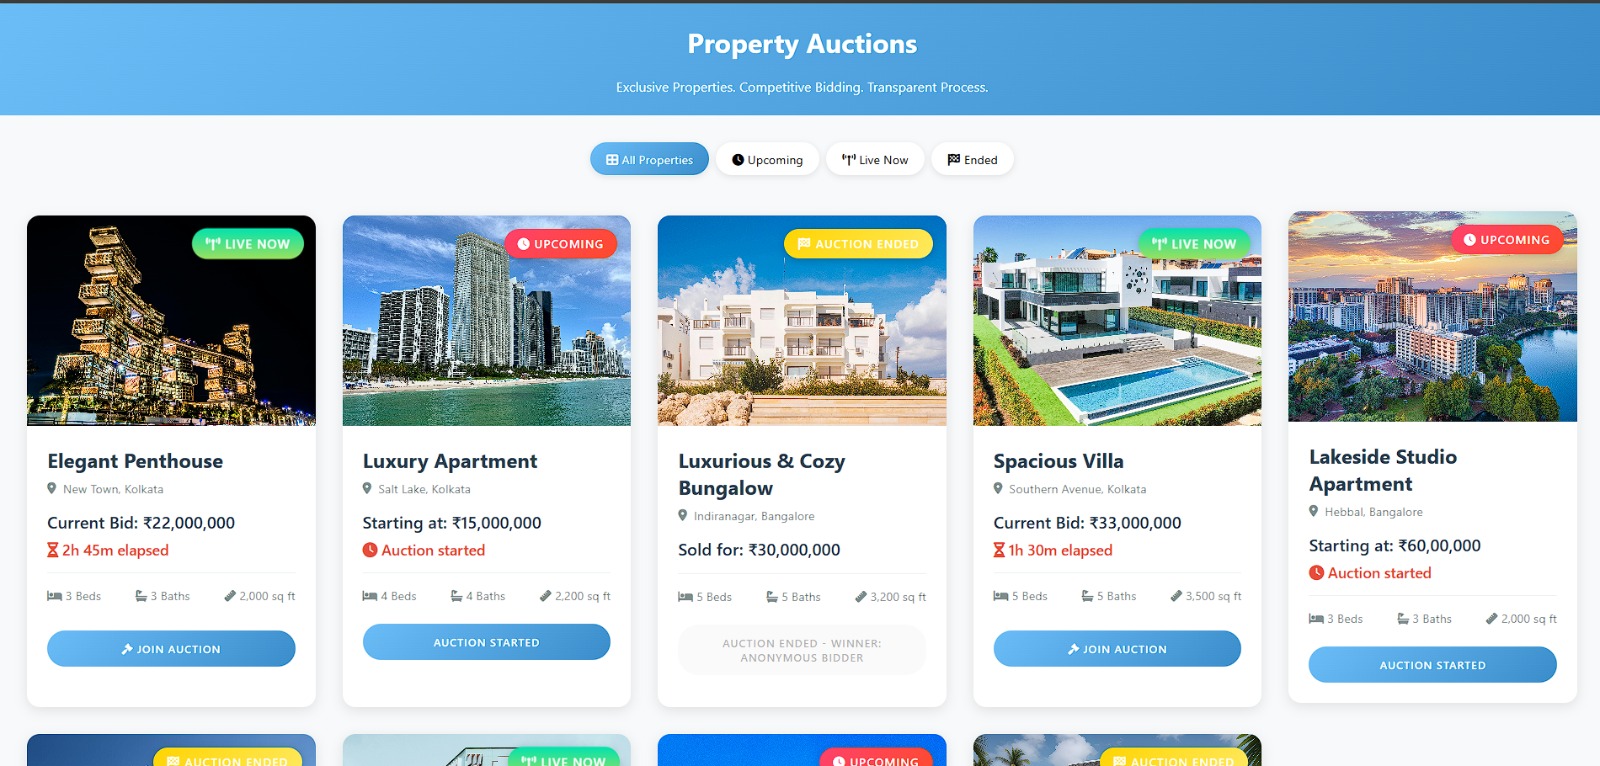 Property Auctions
Exclusive Properties. Competitive Bidding. Transparent Process.
All Properties
Upcoming
Live Now
Ended
LIVE NOW
Elegant Penthouse
New Town, Kolkata
Current Bid: ₹22,000,000
2h 45m elapsed
3 Beds
3 Baths
2,000 sq ft
JOIN AUCTION
UPCOMING
Luxury Apartment
Salt Lake, Kolkata
Starting at: ₹15,000,000
Auction started
4 Beds
4 Baths
2,200 sq ft
AUCTION STARTED
AUCTION ENDED
Luxurious & Cozy
Bungalow
Indiranagar, Bangalore
Sold for: ₹30,000,000
5 Beds
5 Baths
3,200 sq ft
AUCTION ENDED - WINNER:
ANONYMOUS BIDDER
LIVE NOW
Spacious Villa
Southern Avenue, Kolkata
Current Bid: ₹33,000,000
1h 30m elapsed
5 Beds
5 Baths
3,500 sq ft
JOIN AUCTION
UPCOMING
Lakeside Studio
Apartment
Hebbal, Bangalore
Starting at: ₹60,00,000
Auction started
3 Beds
3 Baths
2,000 sq ft
AUCTION STARTED
AUCTION ENDED
LIVE NOW
UPCOMING
AUCTION ENDED